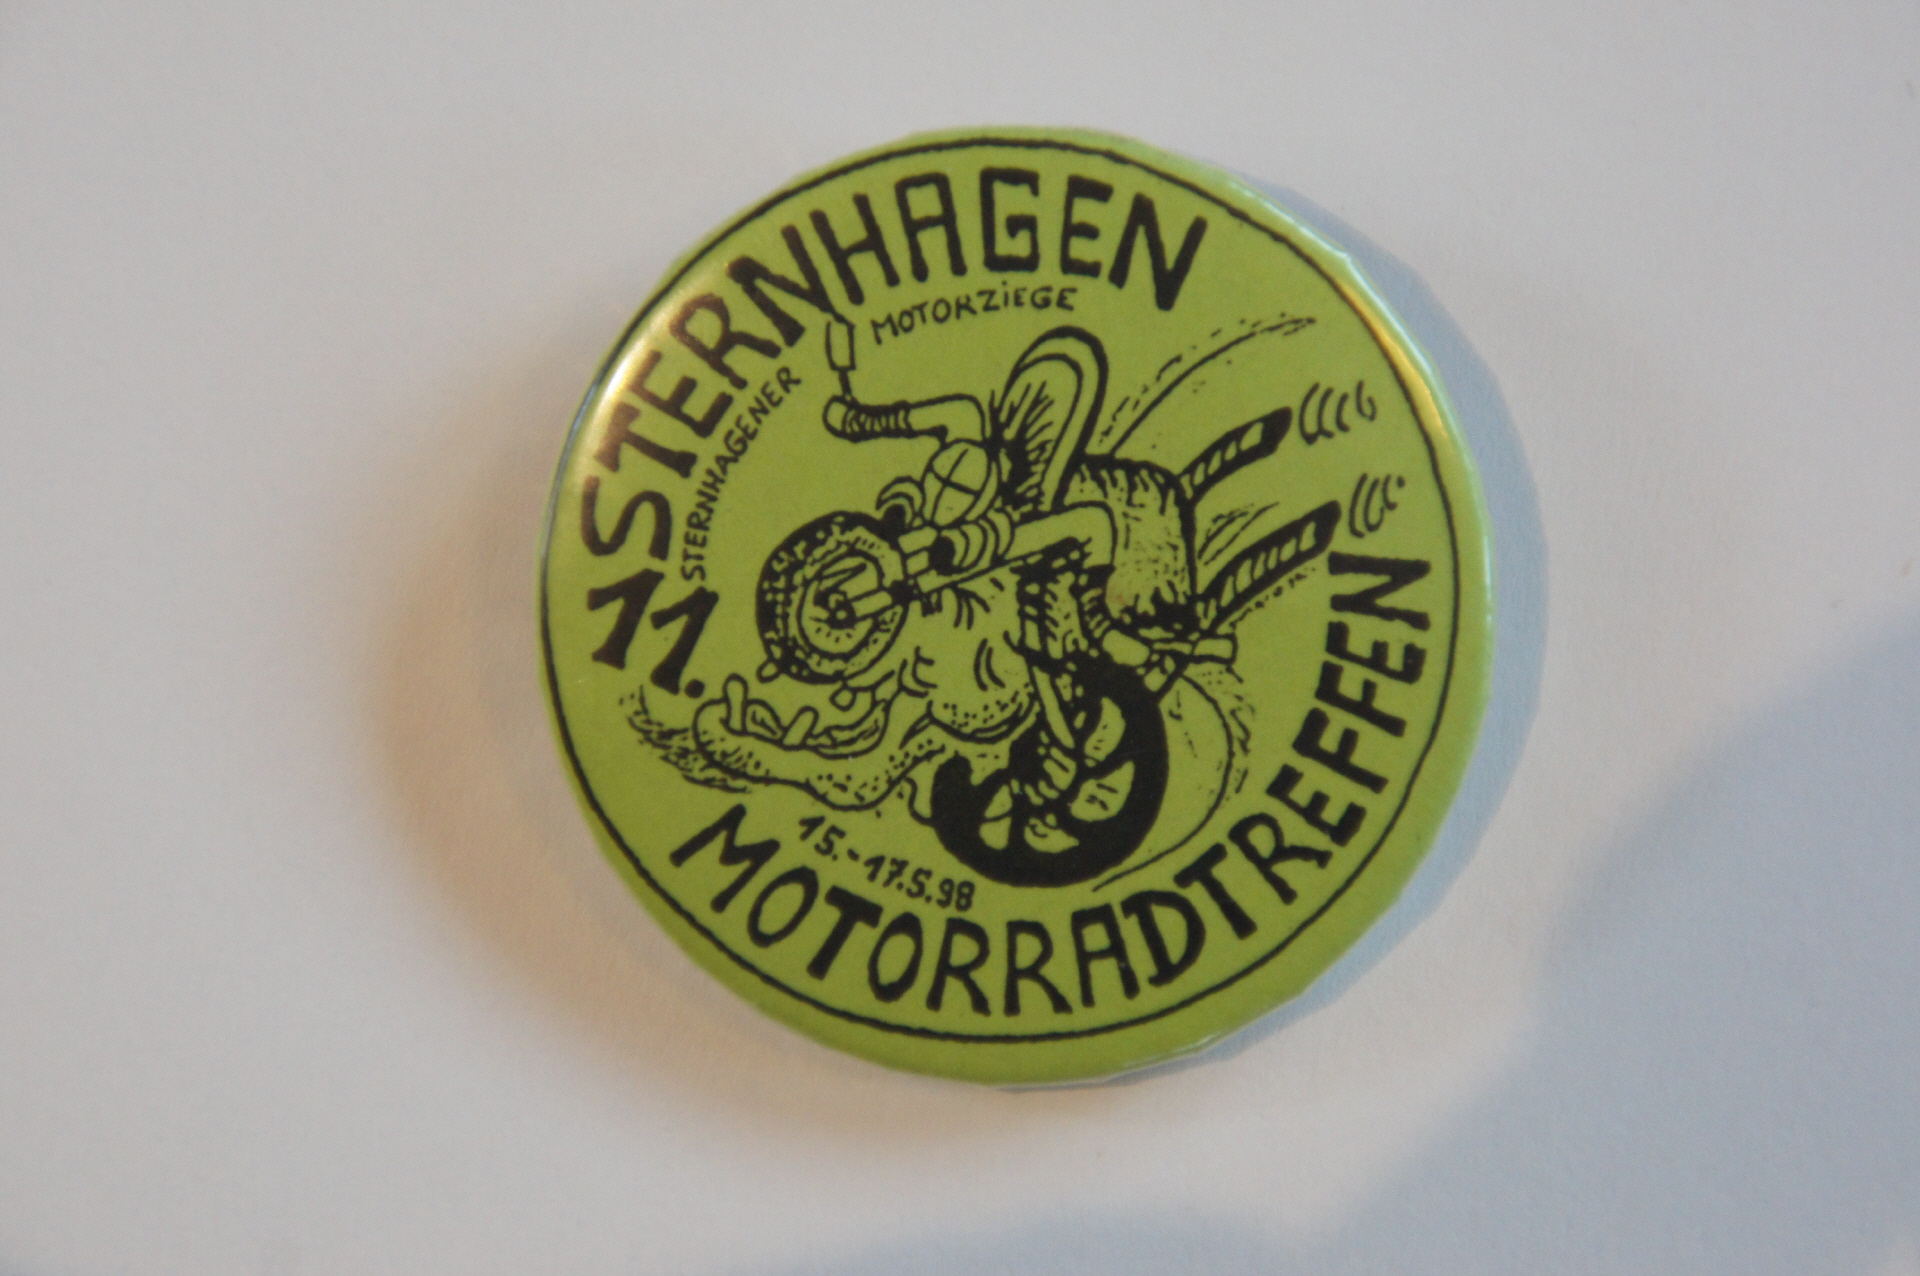 11. STERNHAGEN
STERNHAGENER MOTORZIEGE
15.-17.5.98
MOTORRADTREFFEN